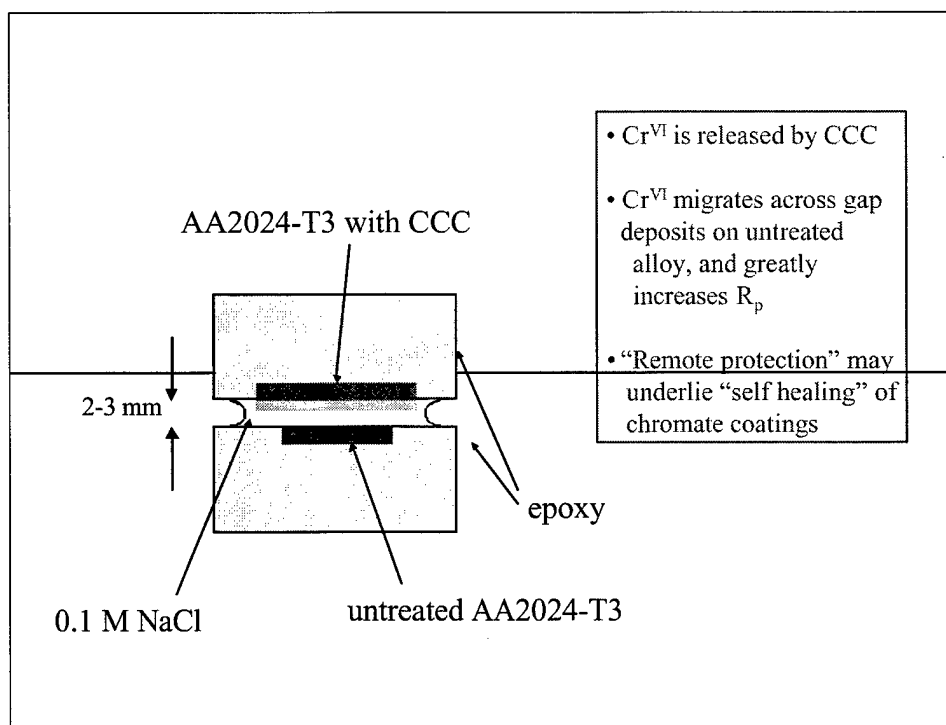 • Cr^VI is released by CCC
• Cr^VI migrates across gap
deposits on untreated
alloy, and greatly
increases R_p
• “Remote protection” may
underlie “self healing” of
chromate coatings
AA2024-T3 with CCC
2-3 mm
epoxy
0.1 M NaCl
untreated AA2024-T3